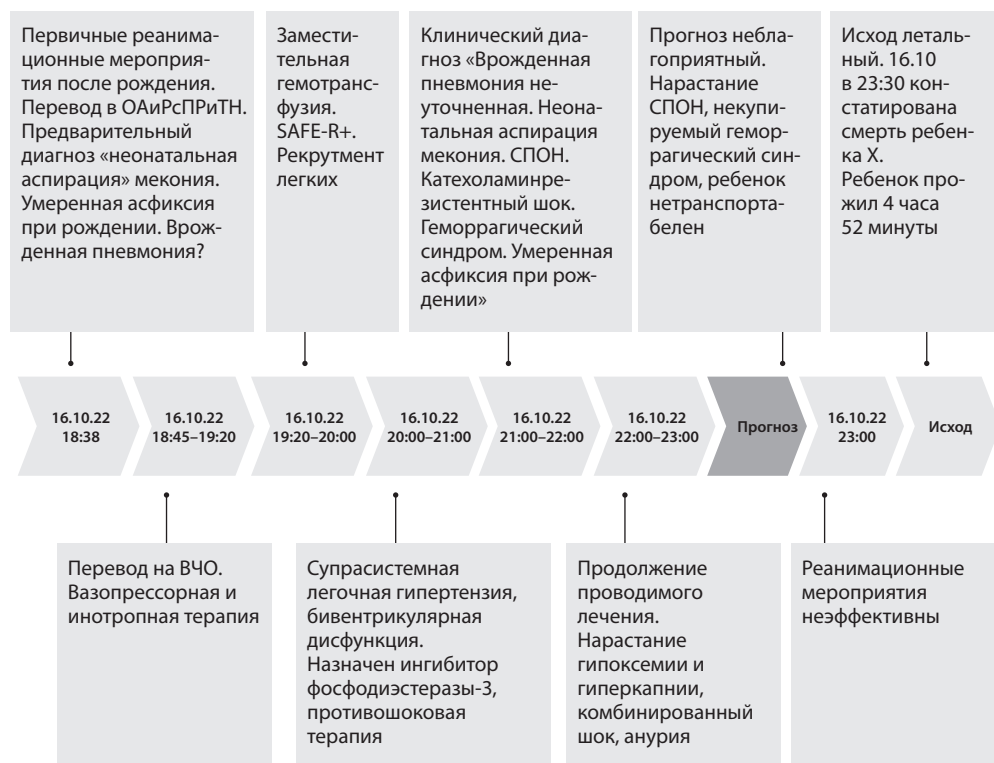 Первичные реанима-
ционные мероприя-
тия после рождения.
Перевод в ОАиРсПРиТН.
Предварительный
диагноз «неонатальная
аспирация» мекония.
Умеренная асфиксия
при рождении. Врож-
денная пневмония?
Замести-
тельная
гемотранс-
фузия.
SAFE-R+.
Рекрутмент
легких
Клинический диа-
гноз «Врожденная
пневмония не-
уточненная. Неона-
тальная аспирация
мекония. СПОН.
Катехоламинре-
зистентный шок.
Геморрагический
синдром. Умеренная
асфиксия при рож-
дении»
Прогноз небла-
гоприятный.
Нарастание
СПОН, некупи-
руемый гемор-
рагический син-
дром, ребенок
нетранспорта-
белен
Исход леталь-
ный. 16.10
в 23:30 кон-
статирована
смерть ребен-
ка Х.
Ребенок про-
жил 4 часа
52 минуты
16.10.22
18:38
16.10.22
18:45–19:20
16.10.22
19:20–20:00
16.10.22
20:00–21:00
16.10.22
21:00–22:00
16.10.22
22:00–23:00
Прогноз
16.10.22
23:00
Исход
Перевод на ВЧО.
Вазопрессорная и
инотропная терапия
Супрасистемная
легочная гипертензия,
бивентрикулярная
дисфункция.
Назначен ингибитор
фосфодиэстеразы-3,
противошоковая
терапия
Продолжение
проводимого
лечения.
Нарастание
гипоксемии и
гиперкапнии,
комбинированный
шок, анурия
Реанимационные
мероприятия
неэффективны